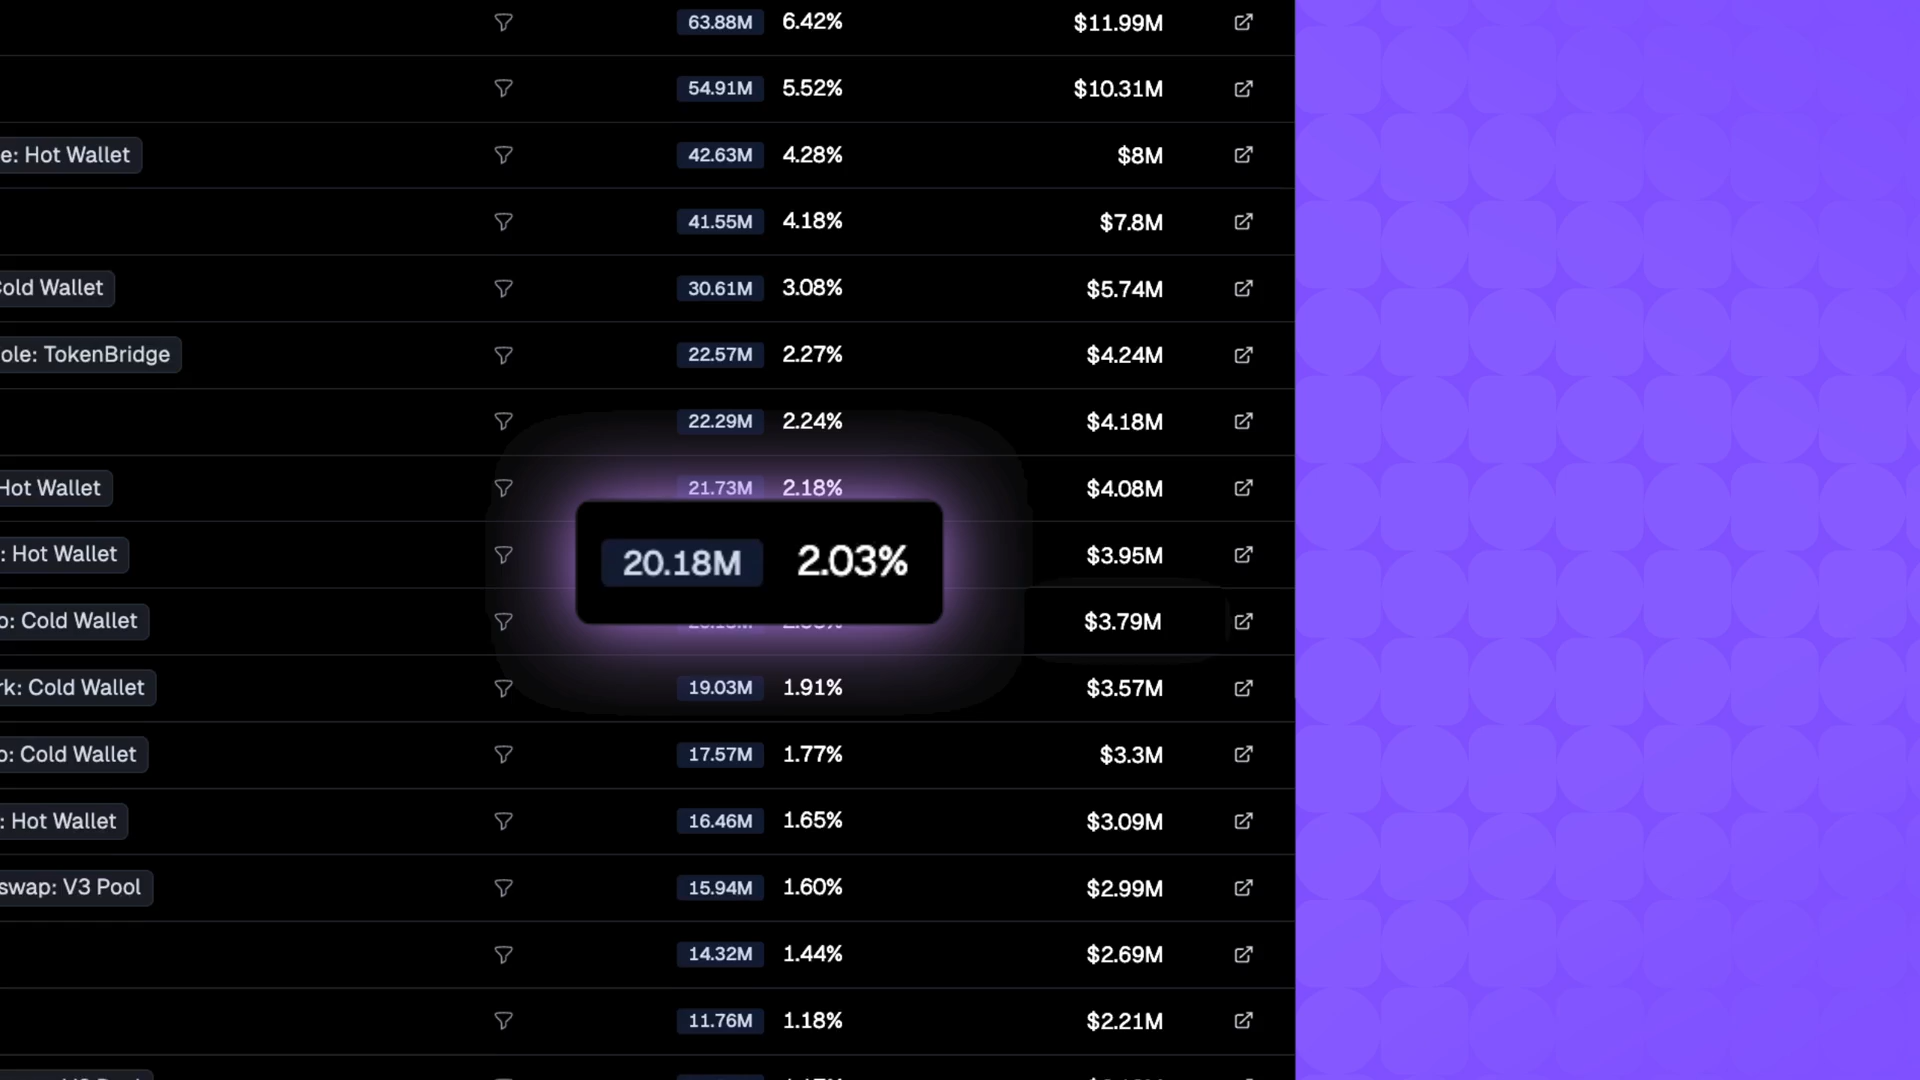 63.88M 6.42% $11.99M
54.91M 5.52% $10.31M
e: Hot Wallet 42.63M 4.28% $8M
41.55M 4.18% $7.8M
Cold Wallet 30.61M 3.08% $5.74M
ole: TokenBridge 22.57M 2.27% $4.24M
22.29M 2.24% $4.18M
Hot Wallet 21.73M 2.18% $4.08M
: Hot Wallet $3.95M
20.18M 2.03%
o: Cold Wallet $3.79M
rk: Cold Wallet 19.03M 1.91% $3.57M
o: Cold Wallet 17.57M 1.77% $3.3M
: Hot Wallet 16.46M 1.65% $3.09M
swap: V3 Pool 15.94M 1.60% $2.99M
14.32M 1.44% $2.69M
11.76M 1.18% $2.21M